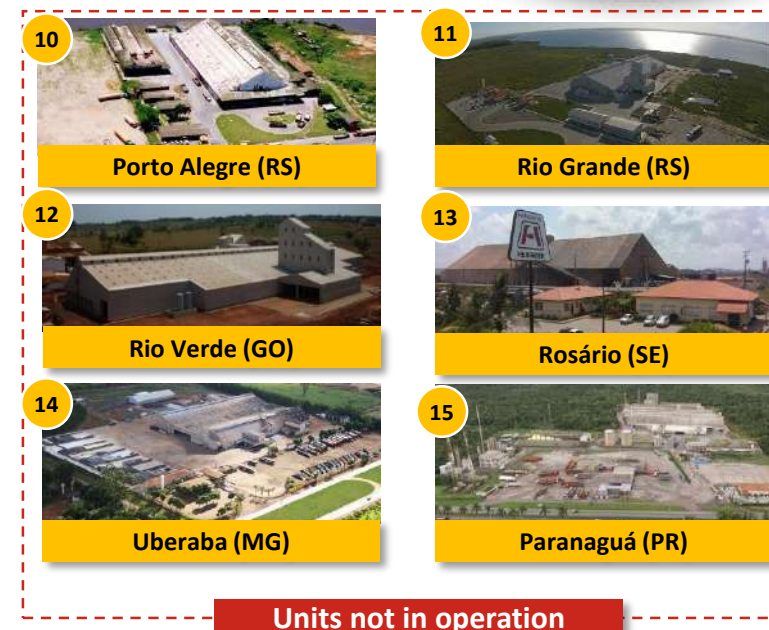 10
11
Porto Alegre (RS)
Rio Grande (RS)
12
13
Rio Verde (GO)
Rosário (SE)
14
15
Uberaba (MG)
Paranaguá (PR)
Units not in operation